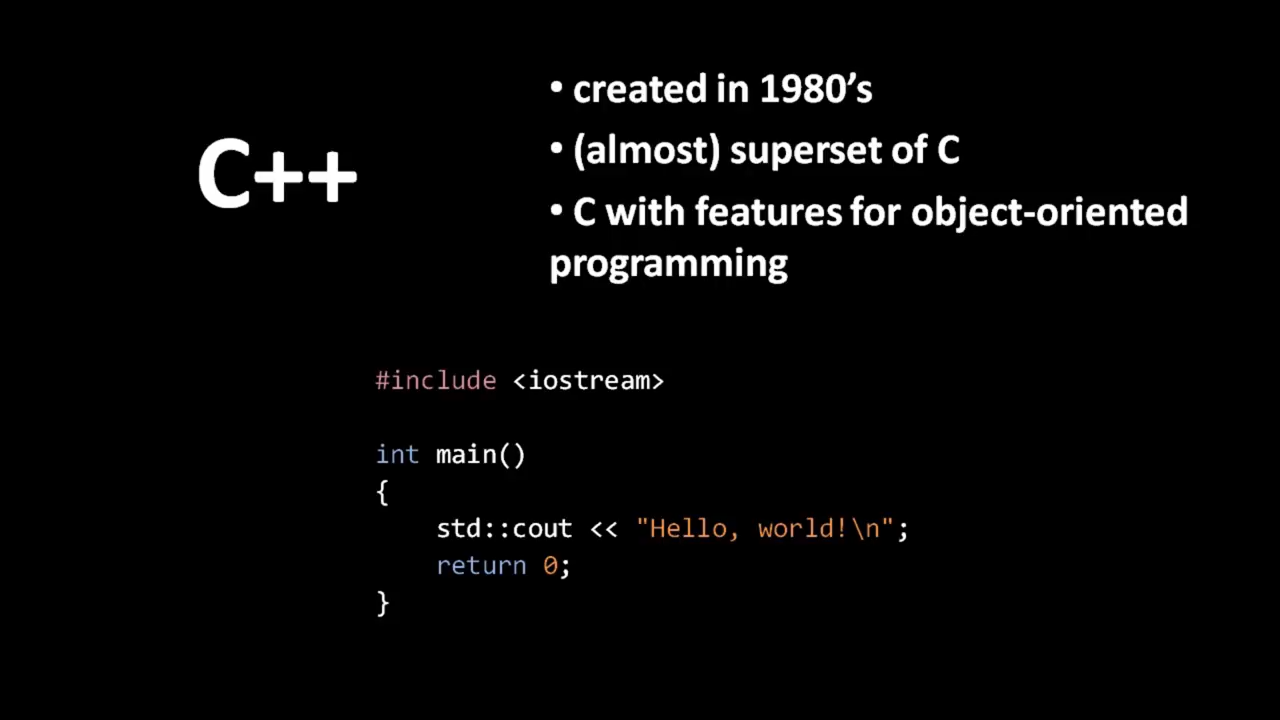 C++
• created in 1980’s
• (almost) superset of C
• C with features for object-oriented
programming
#include <iostream>
int main()
{
    std::cout << "Hello, world!\n";
    return 0;
}